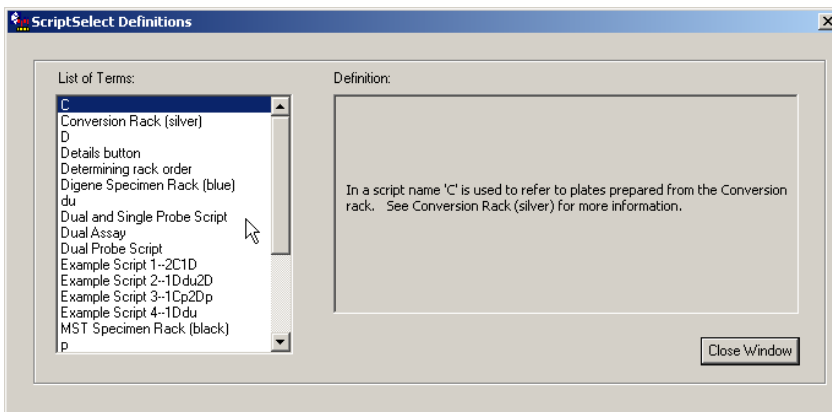 ScriptSelect Definitions
List of Terms:
C
Conversion Rack (silver)
D
Details button
Determining rack order
Digene Specimen Rack (blue)
du
Dual and Single Probe Script
Dual Assay
Dual Probe Script
Example Script 1--2C1D
Example Script 2--1Ddu2D
Example Script 3--1Cp2Dp
Example Script 4--1Ddu
MST Specimen Rack (black)
p
Definition:
In a script name 'C' is used to refer to plates prepared from the Conversion
rack. See Conversion Rack (silver) for more information.
Close Window